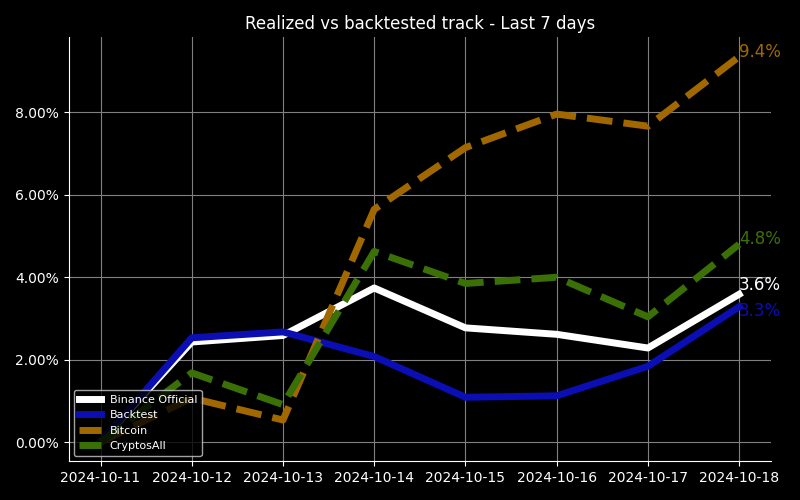 Realized vs backtested track - Last 7 days
9.4%
8.00%
6.00%
4.8%
4.00%
3.6%
3.3%
2.00%
Binance Official
Backtest
Bitcoin
CryptosAll
0.00%
2024-10-11 2024-10-12 2024-10-13 2024-10-14 2024-10-15 2024-10-16 2024-10-17 2024-10-18